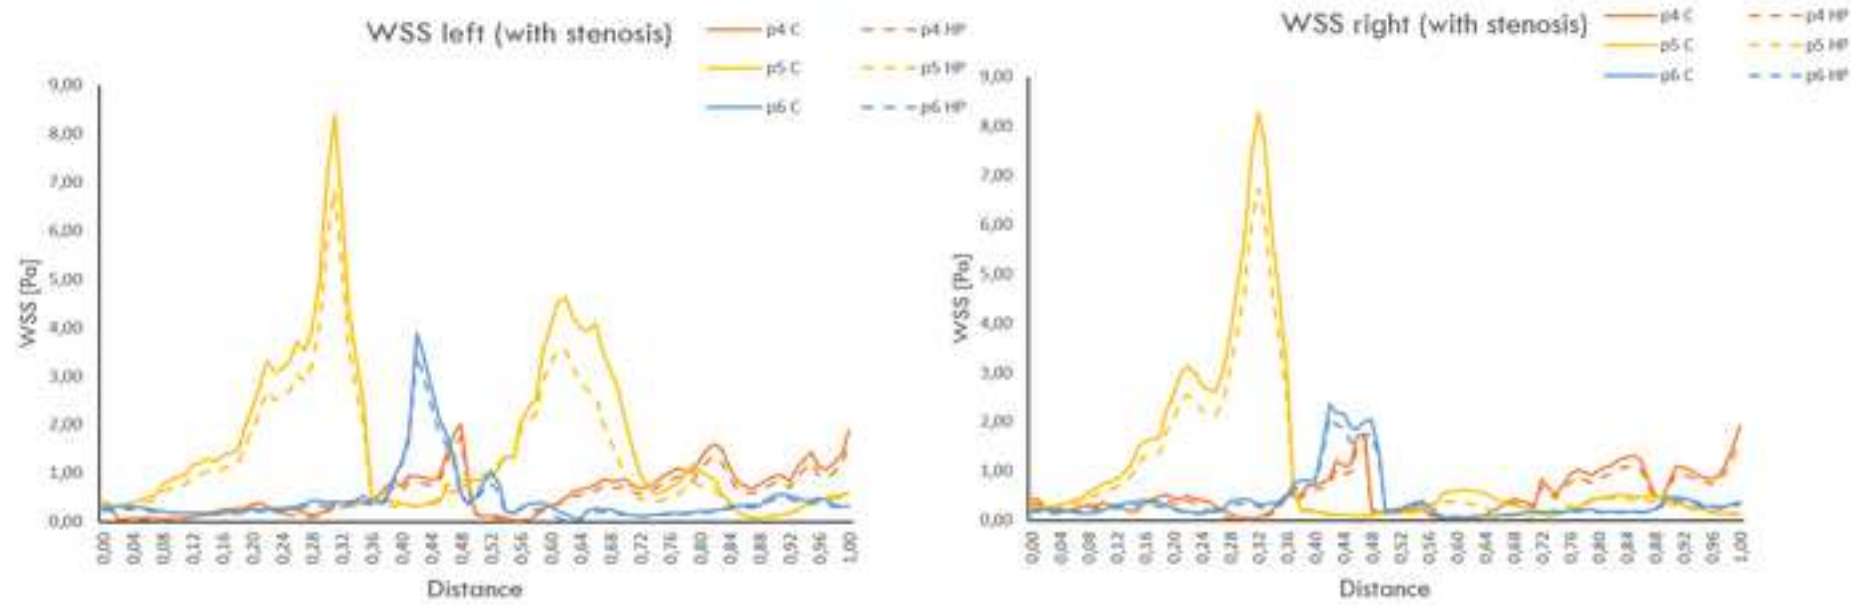 WSS left (with stenosis)
p4 C
p4 HP
p5 C
p5 HP
p6 C
p6 HP
9,00
8,00
7,00
6,00
5,00
4,00
3,00
2,00
1,00
0,00
WSS [Pa]
0,00 0,04 0,08 0,12 0,16 0,20 0,24 0,28 0,32 0,36 0,40 0,44 0,48 0,52 0,56 0,60 0,64 0,68 0,72 0,76 0,80 0,84 0,88 0,92 0,96 1,00
Distance
WSS right (with stenosis)
p4 C
p4 HP
p5 C
p5 HP
p6 C
p6 HP
9,00
8,00
7,00
6,00
5,00
4,00
3,00
2,00
1,00
0,00
WSS [Pa]
0,00 0,04 0,08 0,12 0,16 0,20 0,24 0,28 0,32 0,36 0,40 0,44 0,48 0,52 0,56 0,60 0,64 0,68 0,72 0,76 0,80 0,84 0,88 0,92 0,96 1,00
Distance